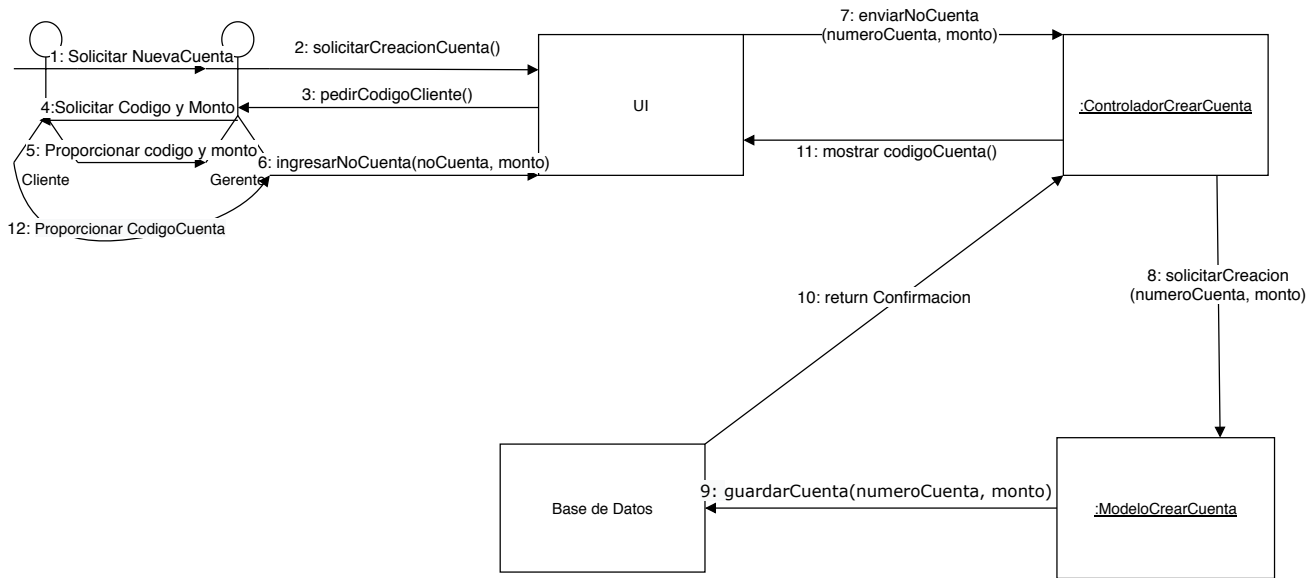 1: Solicitar NuevaCuenta
2: solicitarCreacionCuenta()
3: pedirCodigoCliente()
4:Solicitar Codigo y Monto
5: Proporcionar codigo y monto
6: ingresarNoCuenta(noCuenta, monto)
Cliente
Gerente
12: Proporcionar CodigoCuenta
UI
7: enviarNoCuenta
(numeroCuenta, monto)
:ControladorCrearCuenta
11: mostrar codigoCuenta()
8: solicitarCreacion
(numeroCuenta, monto)
10: return Confirmacion
9: guardarCuenta(numeroCuenta, monto)
Base de Datos
:ModeloCrearCuenta